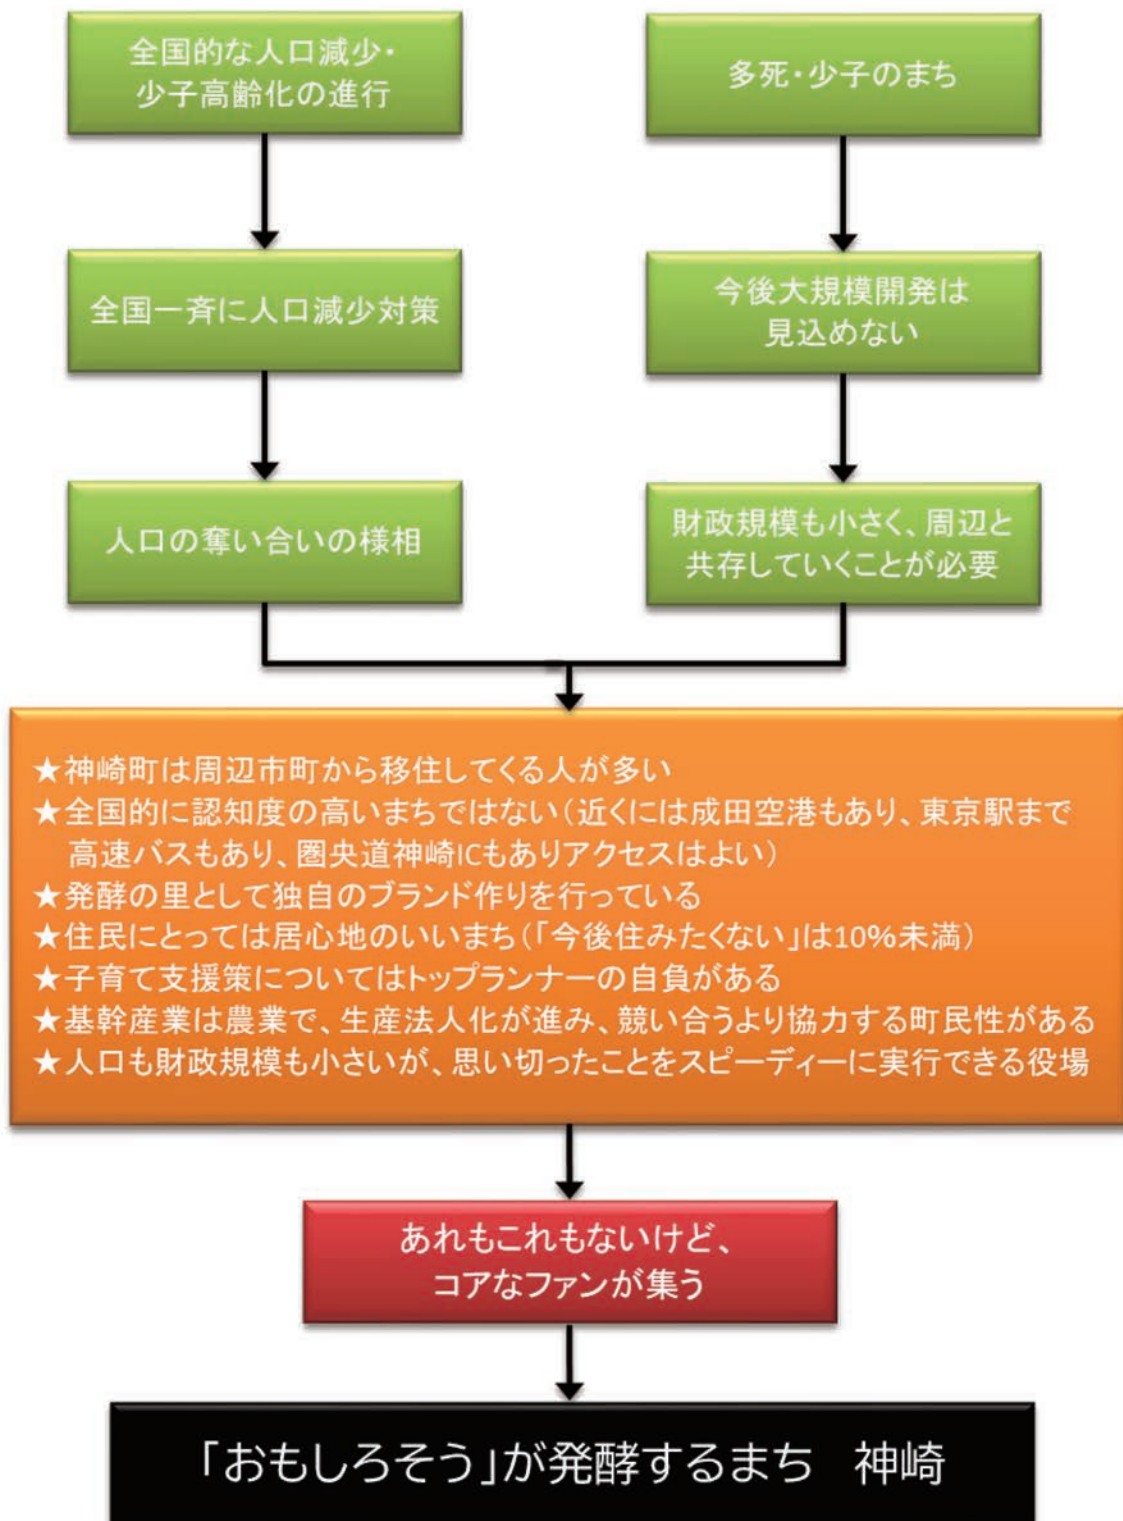 全国的な人口減少・
少子高齢化の進行
多死・少子のまち
全国一斉に人口減少対策
今後大規模開発は
見込めない
人口の奪い合いの様相
財政規模も小さく、周辺と
共存していくことが必要
★神崎町は周辺市町から移住してくる人が多い
★全国的に認知度の高いまちではない（近くには成田空港もあり、東京駅まで
高速バスもあり、圏央道神崎ICもありアクセスはよい）
★発酵の里として独自のブランド作りを行っている
★住民にとっては居心地のいいまち（「今後住みたくない」は10%未満）
★子育て支援策についてはトップランナーの自負がある
★基幹産業は農業で、生産法人化が進み、競い合うより協力する町民性がある
★人口も財政規模も小さいが、思い切ったことをスピーディーに実行できる役場
あれもこれもないけど、
コアなファンが集う
「おもしろそう」が発酵するまち　神崎